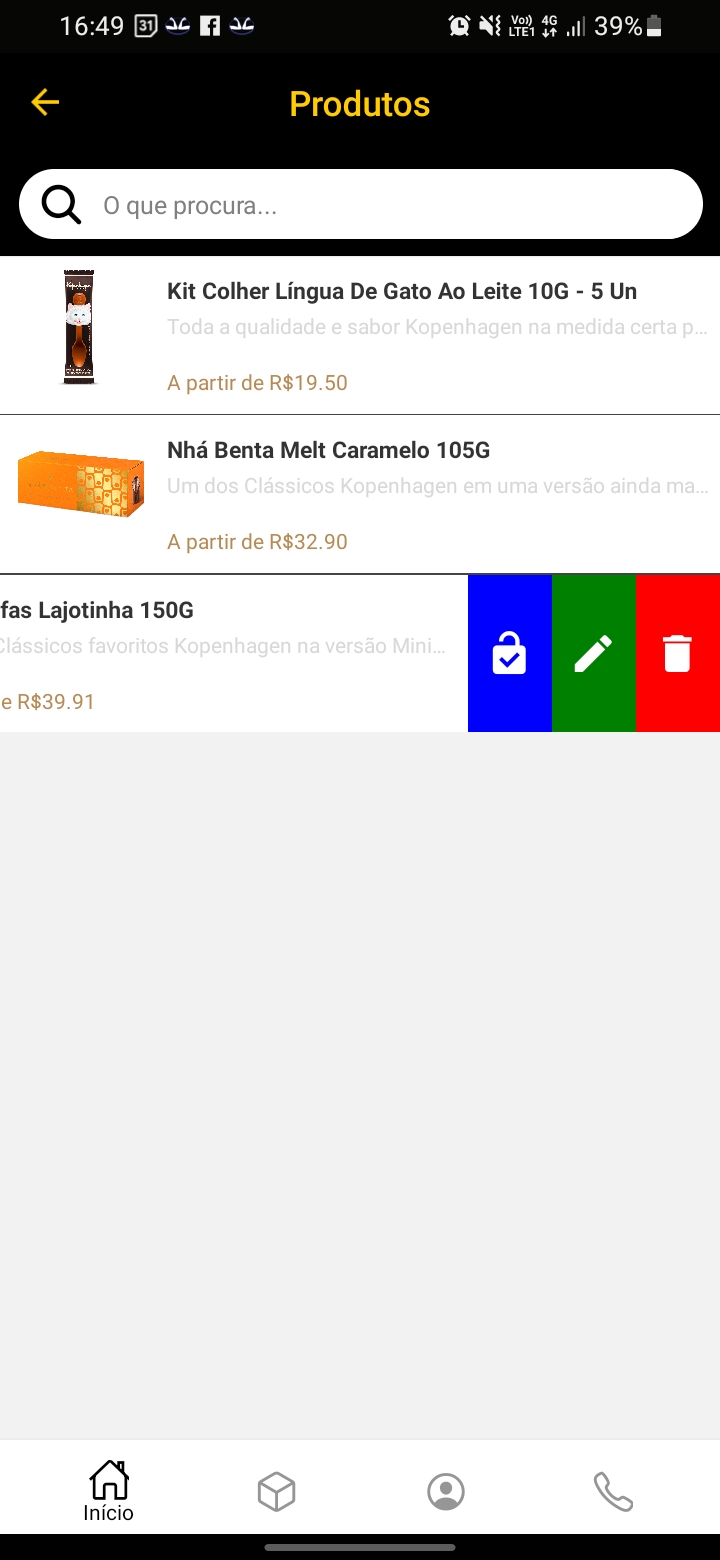 16:49 31 Vo)) LTE1 4G 39%
Produtos
O que procura...
Kit Colher Língua De Gato Ao Leite 10G - 5 Un
Toda a qualidade e sabor Kopenhagen na medida certa p...
A partir de R$19.50
Nhá Benta Melt Caramelo 105G
Um dos Clássicos Kopenhagen em uma versão ainda ma...
A partir de R$32.90
fas Lajotinha 150G
Clássicos favoritos Kopenhagen na versão Mini...
e R$39.91
Início